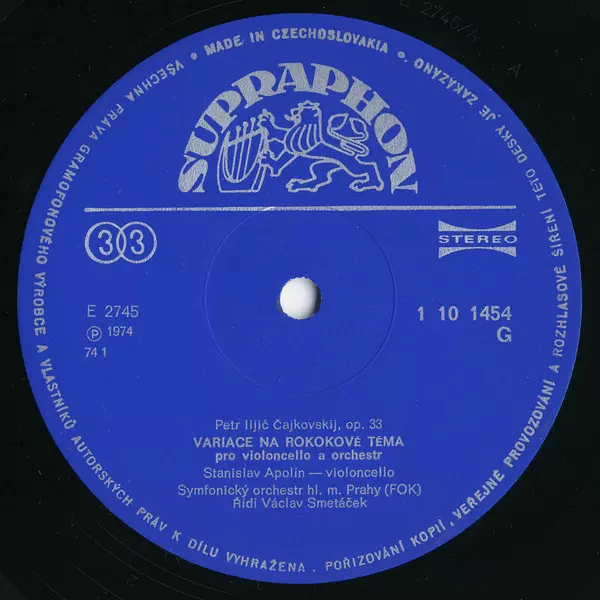 SUPRAPHON
33
STEREO
E 2745
Ⓟ 1974
74 1
1 10 1454
G
Petr Iljič Čajkovskij, op. 33
VARIACE NA ROKOKOVÉ TÉMA
pro violoncello a orchestr
Stanislav Apolín — violoncello
Symfonický orchestr hl. m. Prahy (FOK)
Řídí Václav Smetáček
MADE IN CZECHOSLOVAKIA •
VŠECHNA PRÁVA GRAMOFONOVÉHO VÝROBCE A VLASTNÍKŮ AUTORSKÝCH PRÁV K DÍLU VYHRAŽENA. POŘIZOVÁNÍ KOPIÍ, VEŘEJNÉ PROVOZOVÁNÍ A ROZHLASOVÉ ŠÍŘENÍ TÉTO DESKY JE ZAKÁZÁNO •